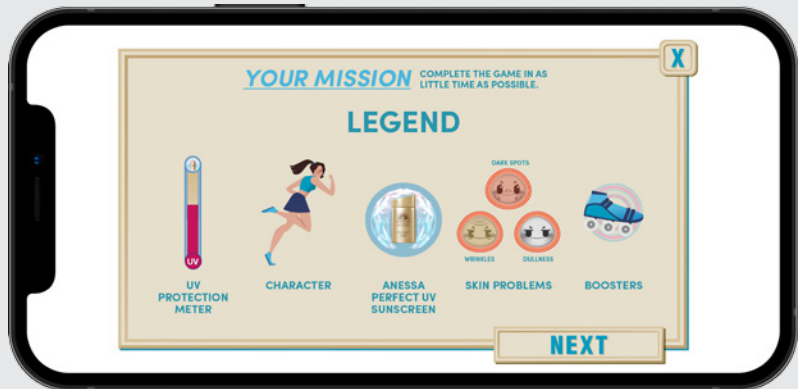 YOUR MISSION
COMPLETE THE GAME IN AS
LITTLE TIME AS POSSIBLE.
X
LEGEND
UV
UV
PROTECTION
METER
CHARACTER
ANESSA
PERFECT UV
SUNSCREEN
DARK SPOTS
WRINKLES
DULLNESS
SKIN PROBLEMS
BOOSTERS
NEXT